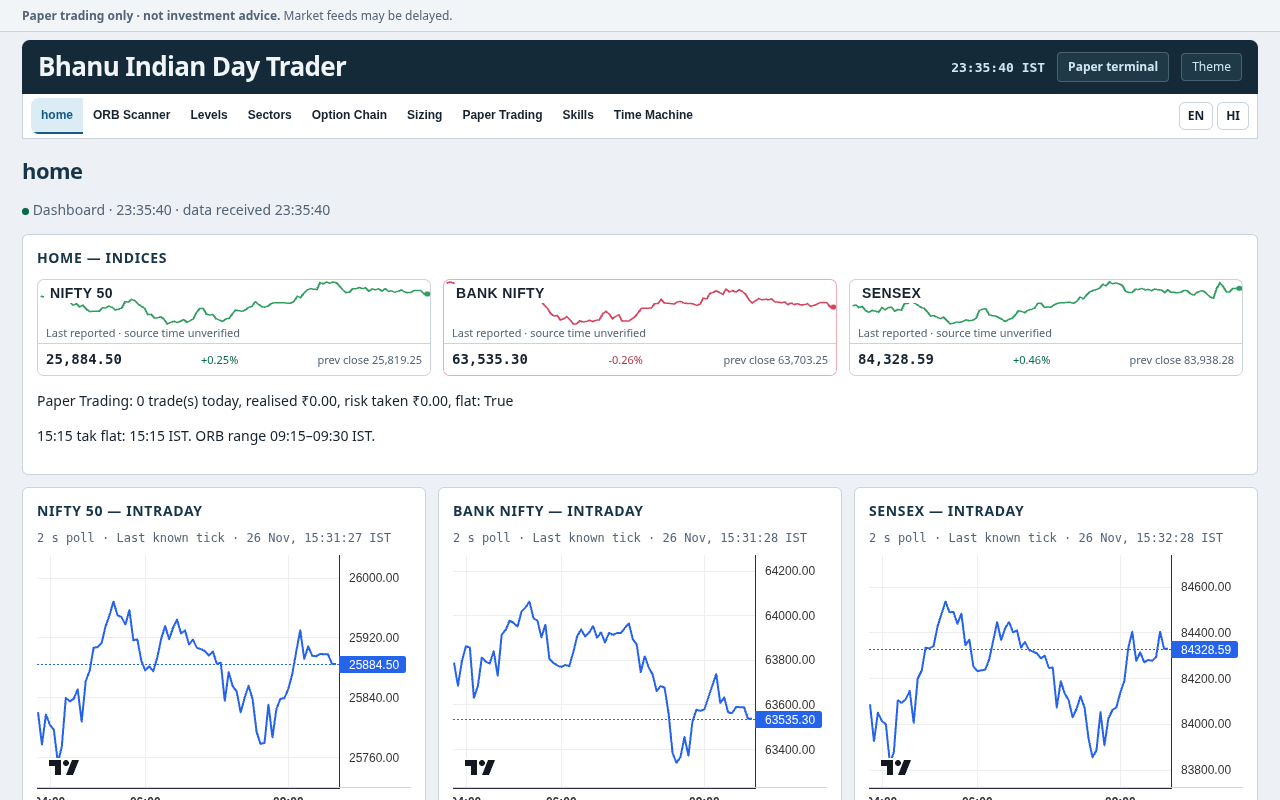 Paper trading only · not investment advice. Market feeds may be delayed.
Bhanu Indian Day Trader
23:35:40 IST
Paper terminal
Theme
home
ORB Scanner
Levels
Sectors
Option Chain
Sizing
Paper Trading
Skills
Time Machine
EN
HI
home
Dashboard · 23:35:40 · data received 23:35:40
HOME — INDICES
NIFTY 50
Last reported · source time unverified
25,884.50
+0.25%
prev close 25,819.25
BANK NIFTY
Last reported · source time unverified
63,535.30
-0.26%
prev close 63,703.25
SENSEX
Last reported · source time unverified
84,328.59
+0.46%
prev close 83,938.28
Paper Trading: 0 trade(s) today, realised ₹0.00, risk taken ₹0.00, flat: True
15:15 tak flat: 15:15 IST. ORB range 09:15–09:30 IST.
NIFTY 50 — INTRADAY
2 s poll · Last known tick · 26 Nov, 15:31:27 IST
26000.00
25920.00
25884.50
25840.00
25760.00
BANK NIFTY — INTRADAY
2 s poll · Last known tick · 26 Nov, 15:31:28 IST
64200.00
64000.00
63800.00
63600.00
63535.30
63400.00
SENSEX — INTRADAY
2 s poll · Last known tick · 26 Nov, 15:32:28 IST
84600.00
84400.00
84328.59
84200.00
84000.00
83800.00